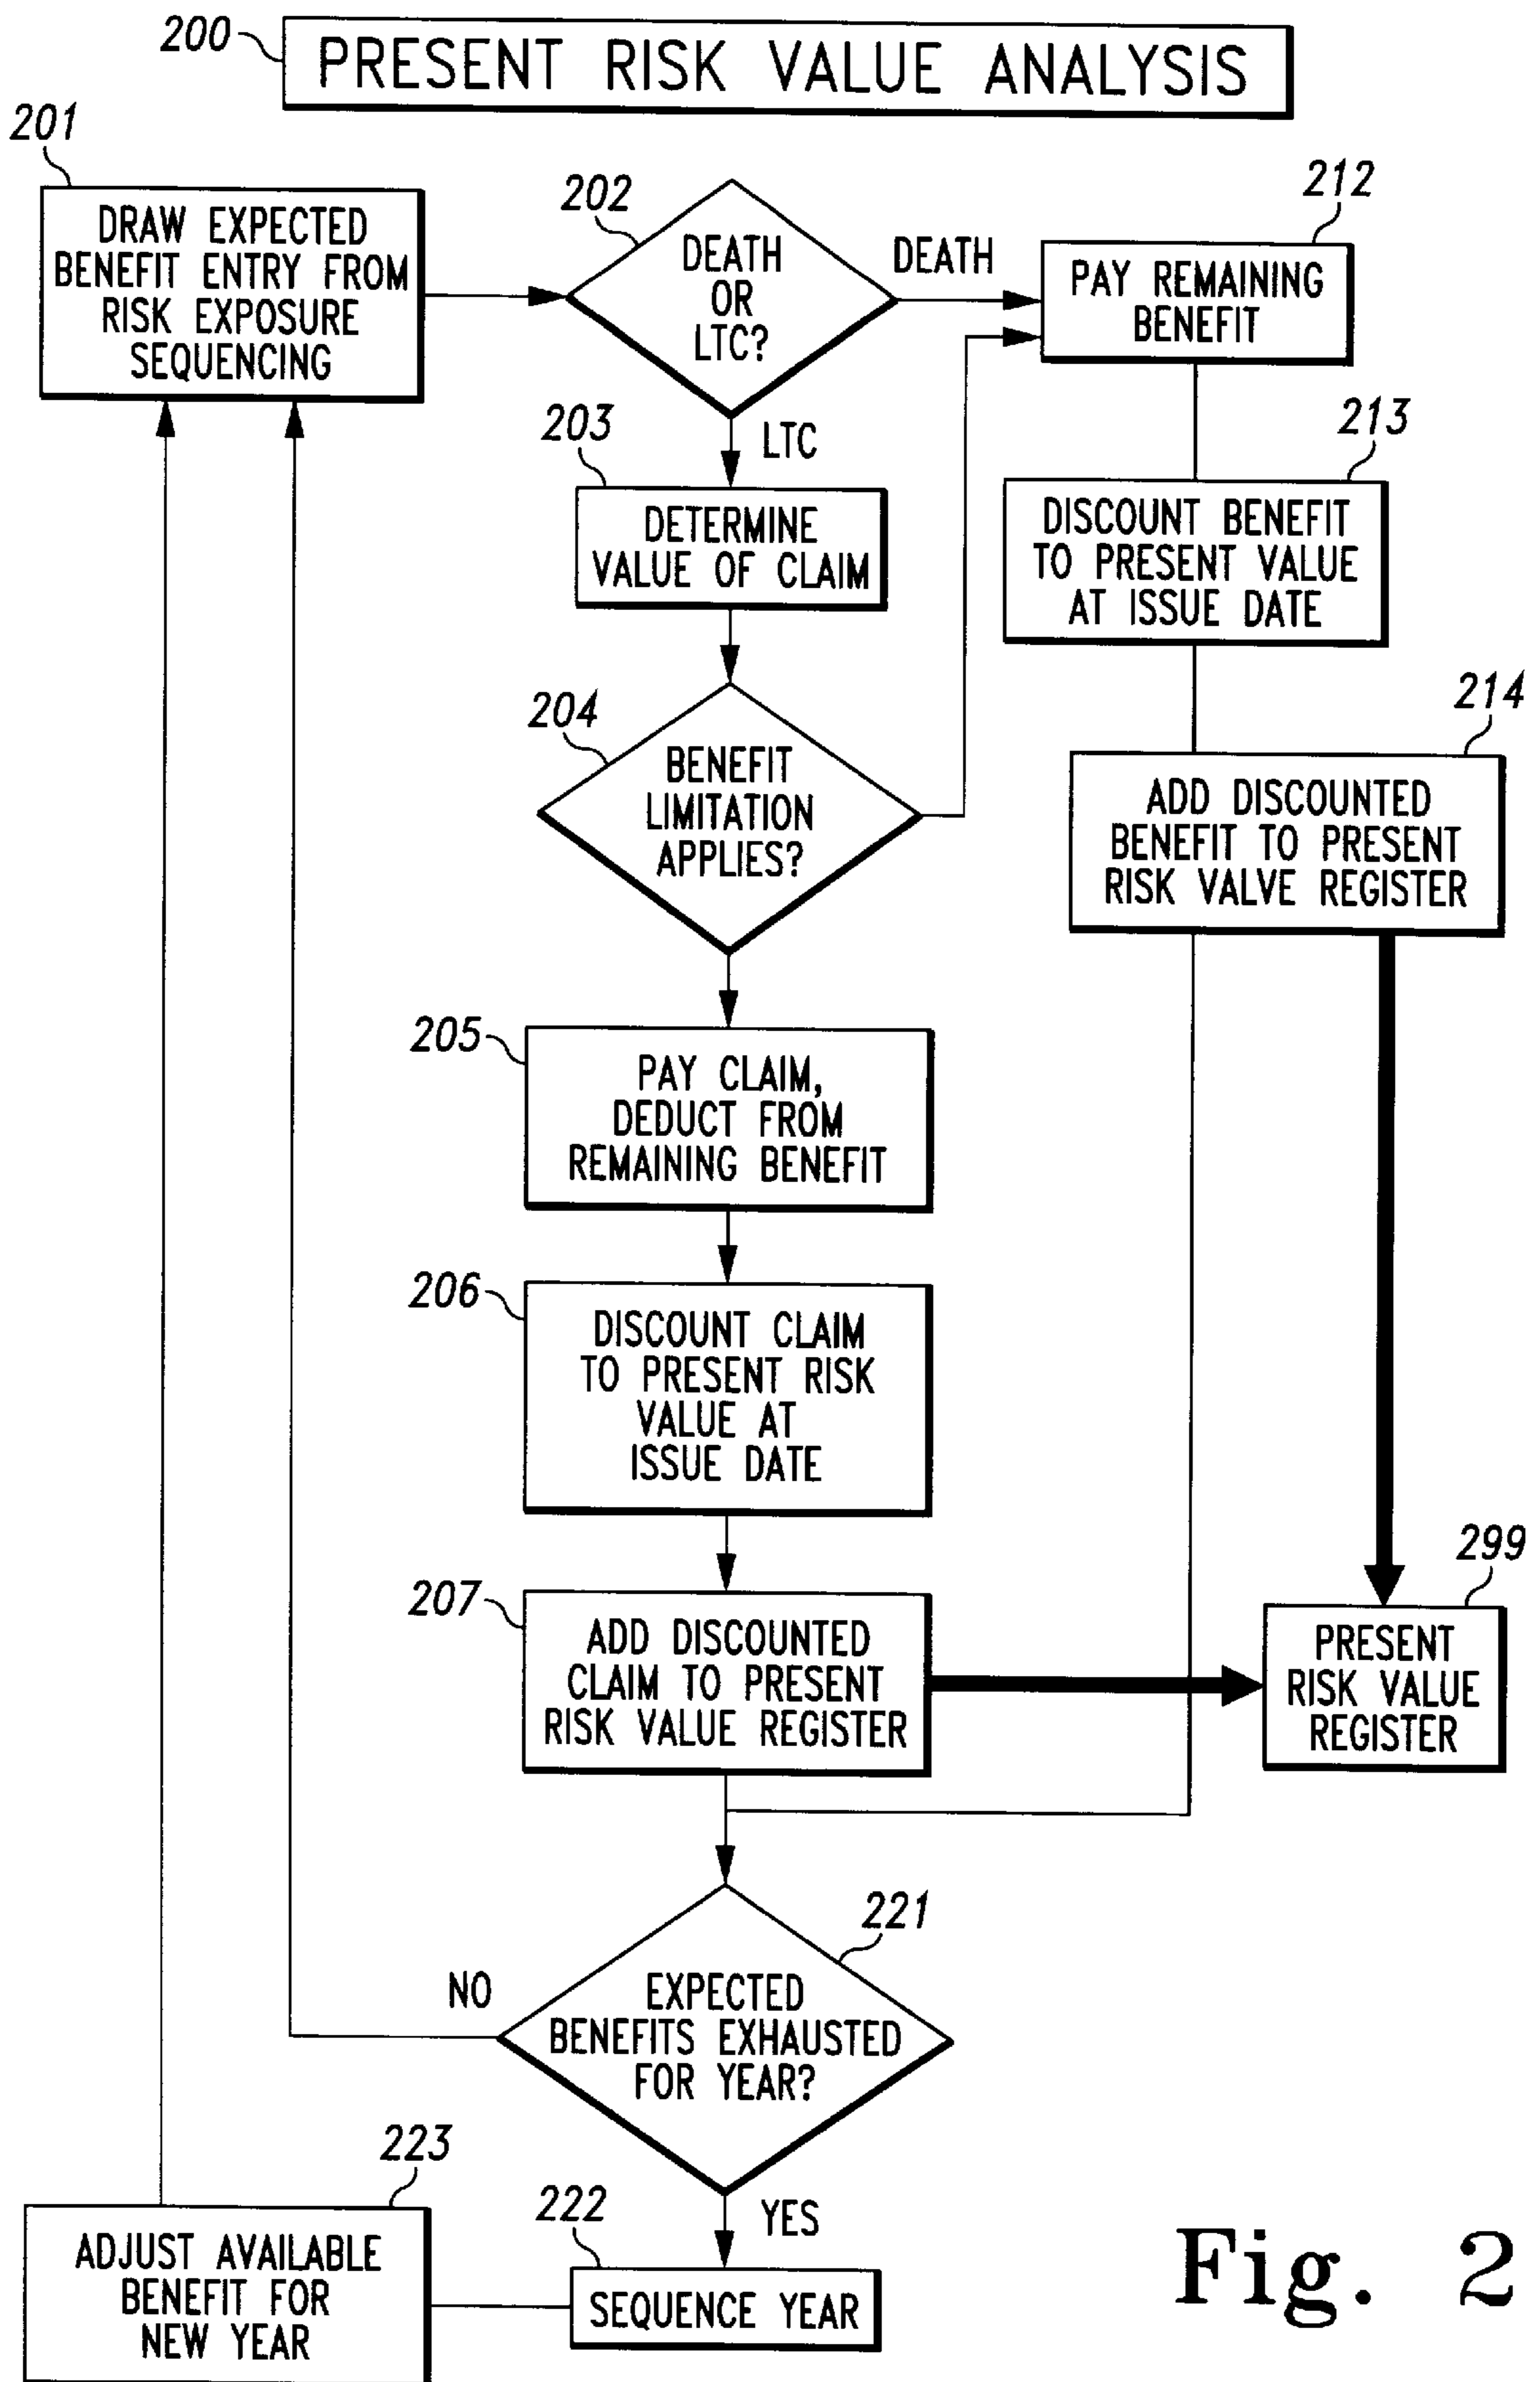 200
PRESENT RISK VALUE ANALYSIS
201
DRAW EXPECTED
BENEFIT ENTRY FROM
RISK EXPOSURE
SEQUENCING
202
DEATH
OR
LTC?
DEATH
LTC
212
PAY REMAINING
BENEFIT
203
DETERMINE
VALUE OF CLAIM
213
DISCOUNT BENEFIT
TO PRESENT VALUE
AT ISSUE DATE
204
BENEFIT
LIMITATION
APPLIES?
214
ADD DISCOUNTED
BENEFIT TO PRESENT
RISK VALVE REGISTER
205
PAY CLAIM,
DEDUCT FROM
REMAINING BENEFIT
206
DISCOUNT CLAIM
TO PRESENT RISK
VALUE AT
ISSUE DATE
207
ADD DISCOUNTED
CLAIM TO PRESENT
RISK VALUE REGISTER
299
PRESENT
RISK VALUE
REGISTER
221
EXPECTED
BENEFITS EXHAUSTED
FOR YEAR?
NO
YES
222
SEQUENCE YEAR
223
ADJUST AVAILABLE
BENEFIT FOR
NEW YEAR
Fig. 2